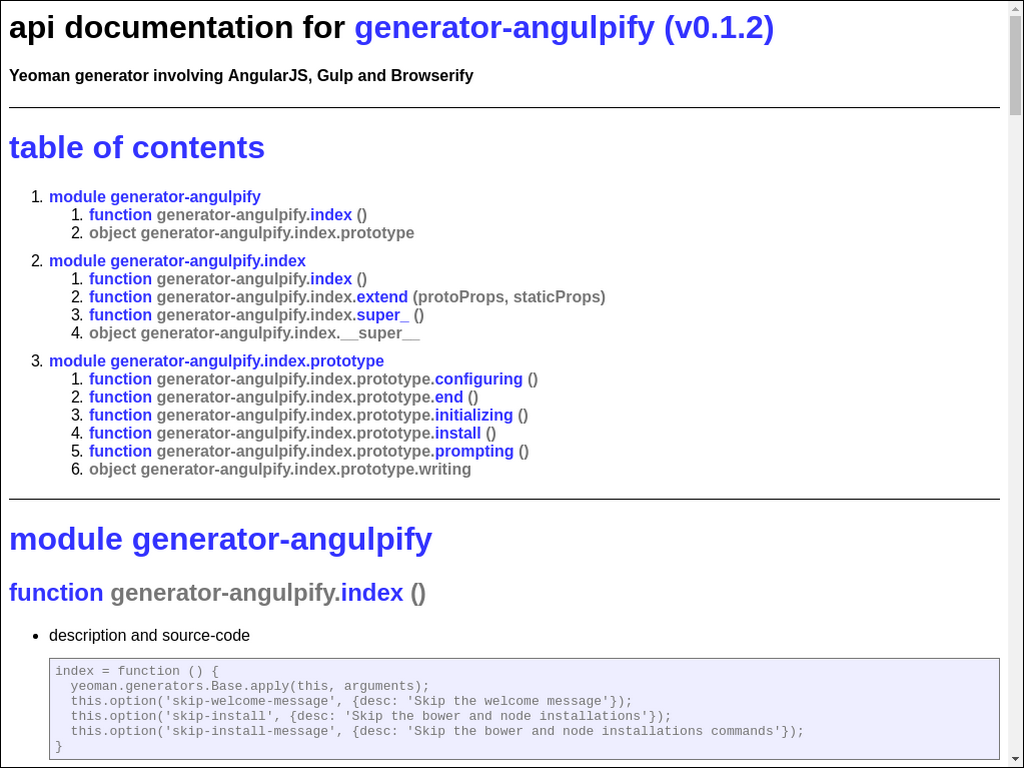 api documentation for generator-angulpify (v0.1.2)
Yeoman generator involving AngularJS, Gulp and Browserify
table of contents
1. module generator-angulpify
1. function generator-angulpify.index ()
2. object generator-angulpify.index.prototype
2. module generator-angulpify.index
1. function generator-angulpify.index ()
2. function generator-angulpify.index.extend (protoProps, staticProps)
3. function generator-angulpify.index.super_ ()
4. object generator-angulpify.index.__super__
3. module generator-angulpify.index.prototype
1. function generator-angulpify.index.prototype.configuring ()
2. function generator-angulpify.index.prototype.end ()
3. function generator-angulpify.index.prototype.initializing ()
4. function generator-angulpify.index.prototype.install ()
5. function generator-angulpify.index.prototype.prompting ()
6. object generator-angulpify.index.prototype.writing
module generator-angulpify
function generator-angulpify.index ()
• description and source-code
index = function () {
  yeoman.generators.Base.apply(this, arguments);
  this.option('skip-welcome-message', {desc: 'Skip the welcome message'});
  this.option('skip-install', {desc: 'Skip the bower and node installations'});
  this.option('skip-install-message', {desc: 'Skip the bower and node installations commands'});
}